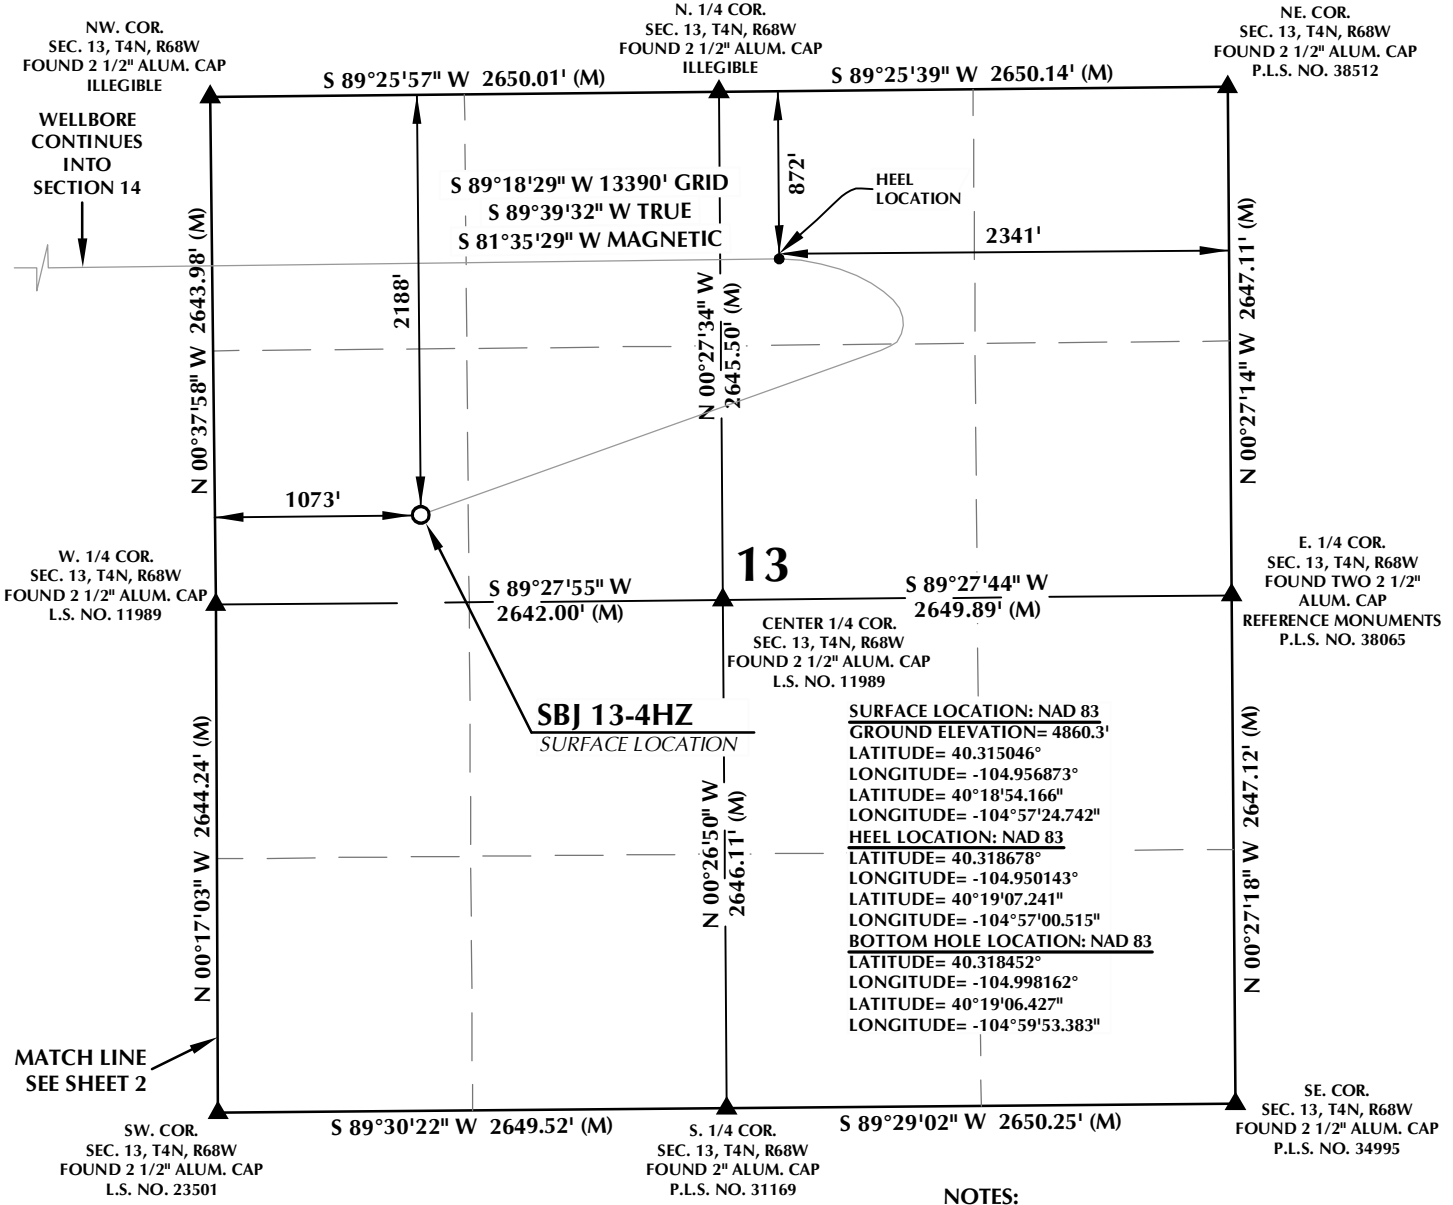 NW. COR.
SEC. 13, T4N, R68W
FOUND 2 1/2" ALUM. CAP
ILLEGIBLE
N. 1/4 COR.
SEC. 13, T4N, R68W
FOUND 2 1/2" ALUM. CAP
ILLEGIBLE
NE. COR.
SEC. 13, T4N, R68W
FOUND 2 1/2" ALUM. CAP
P.L.S. NO. 38512
S 89°25'57" W 2650.01' (M)
S 89°25'39" W 2650.14' (M)
WELLBORE
CONTINUES
INTO
SECTION 14
S 89°18'29" W 13390' GRID
S 89°39'32" W TRUE
S 81°35'29" W MAGNETIC
872'
HEEL
LOCATION
2341'
2188'
N 00°37'58" W 2643.98' (M)
N 00°27'34" W
2645.50' (M)
N 00°27'14" W 2647.11' (M)
1073'
W. 1/4 COR.
SEC. 13, T4N, R68W
FOUND 2 1/2" ALUM. CAP
L.S. NO. 11989
S 89°27'55" W
2642.00' (M)
13
S 89°27'44" W
2649.89' (M)
E. 1/4 COR.
SEC. 13, T4N, R68W
FOUND TWO 2 1/2"
ALUM. CAP
REFERENCE MONUMENTS
P.L.S. NO. 38065
CENTER 1/4 COR.
SEC. 13, T4N, R68W
FOUND 2 1/2" ALUM. CAP
L.S. NO. 11989
SBJ 13-4HZ
SURFACE LOCATION
SURFACE LOCATION: NAD 83
GROUND ELEVATION= 4860.3'
LATITUDE= 40.315046°
LONGITUDE= -104.956873°
LATITUDE= 40°18'54.166"
LONGITUDE= -104°57'24.742"
HEEL LOCATION: NAD 83
LATITUDE= 40.318678°
LONGITUDE= -104.950143°
LATITUDE= 40°19'07.241"
LONGITUDE= -104°57'00.515"
BOTTOM HOLE LOCATION: NAD 83
LATITUDE= 40.318452°
LONGITUDE= -104.998162°
LATITUDE= 40°19'06.427"
LONGITUDE= -104°59'53.383"
N 00°17'03" W 2644.24' (M)
N 00°26'50" W
2646.11' (M)
N 00°27'18" W 2647.12' (M)
MATCH LINE
SEE SHEET 2
S 89°30'22" W 2649.52' (M)
S 89°29'02" W 2650.25' (M)
SW. COR.
SEC. 13, T4N, R68W
FOUND 2 1/2" ALUM. CAP
L.S. NO. 23501
S. 1/4 COR.
SEC. 13, T4N, R68W
FOUND 2" ALUM. CAP
P.L.S. NO. 31169
SE. COR.
SEC. 13, T4N, R68W
FOUND 2 1/2" ALUM. CAP
P.L.S. NO. 34995
NOTES: